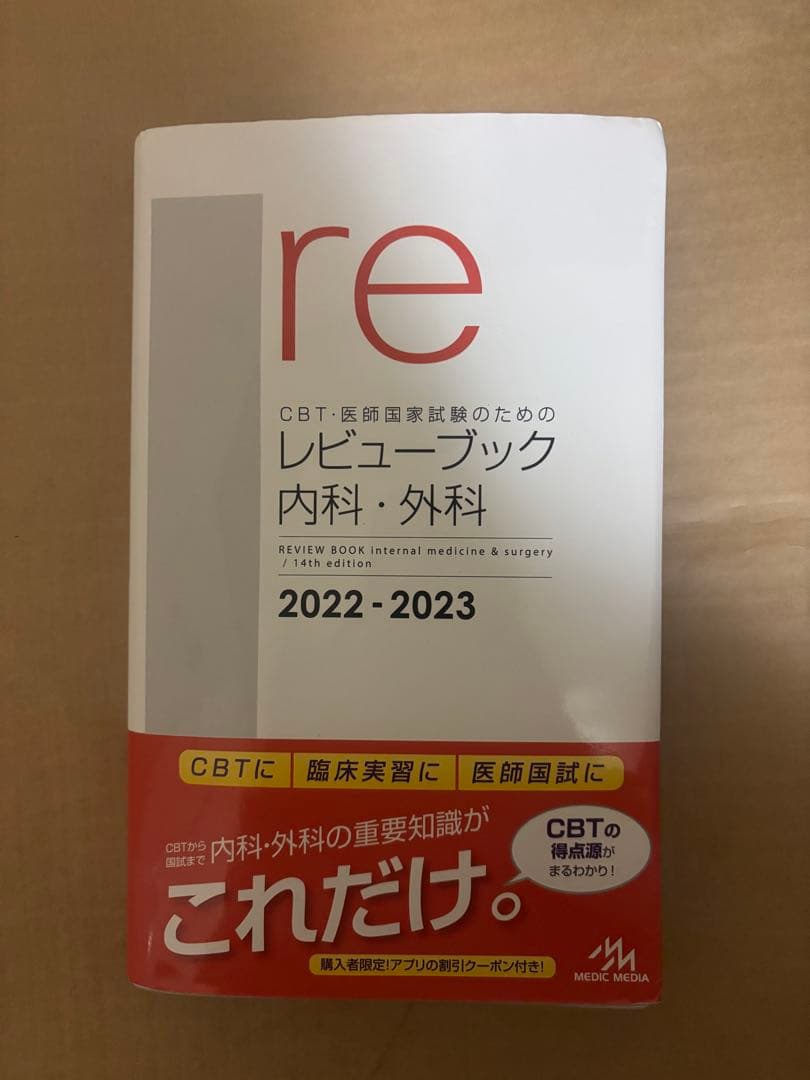 re
CBT・医師国家試験のための
レビューブック
内科・外科
REVIEW BOOK internal medicine & surgery
/ 14th edition
2022-2023
CBTに 臨床実習に 医師国試に
CBTから
国試まで
内科・外科の重要知識が
これだけ。
CBTの
得点源が
まるわかり!
購入者限定!アプリの割引クーポン付き!
MEDIC MEDIA